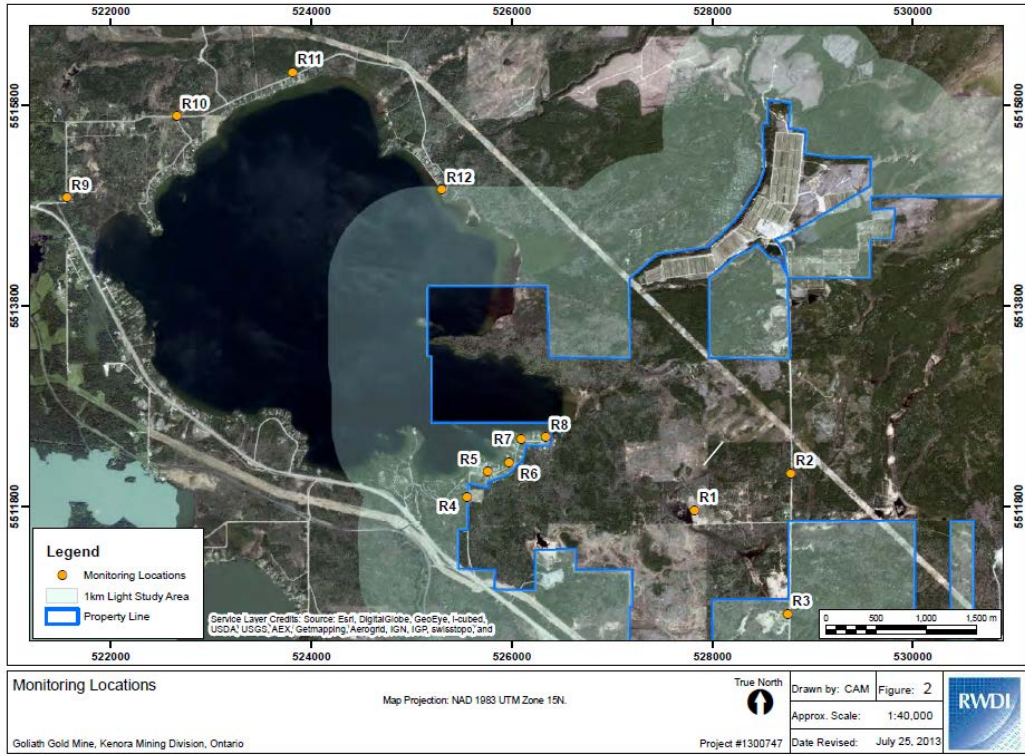 522000 524000 526000 528000 530000
R11
5515800 R10 5515800
R12
R9
5513800 5513800
R8
R7
R5
R6
R2
R4
R1
5511800 5511800
R3
Legend
Monitoring Locations
1km Light Study Area
Property Line
Service Layer Credits: Source: Esri, DigitalGlobe, GeoEye, i-cubed,
USDA, USGS, AEX, Getmapping, Aerogrid, IGN, IGP, swisstopo, and
0 500 1,000 1,500 m
522000 524000 526000 528000 530000
Monitoring Locations
Map Projection: NAD 1983 UTM Zone 15N.
True North
Drawn by: CAM Figure: 2
Approx. Scale: 1:40,000
Goliath Gold Mine, Kenora Mining Division, Ontario
Project #1300747
Date Revised: July 25, 2013
RWDI